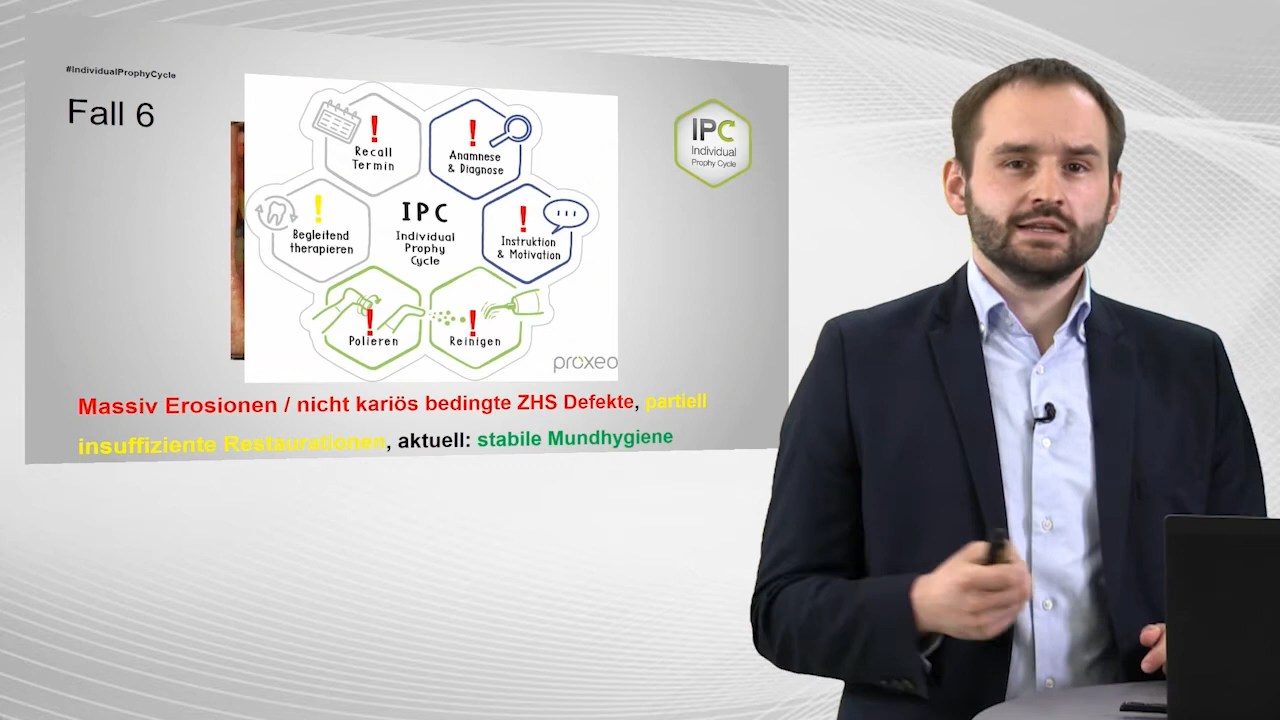 #IndividualProphyCycle
Fall 6
IPC
Individual
Prophy Cycle
!
Recall
Termin
!
Anamnese
& Diagnose
!
Begleitend
therapieren
IPC
Individual
Prophy
Cycle
!
Instruktion
& Motivation
!
Polieren
!
Reinigen
proxeo
Massiv Erosionen / nicht kariös bedingte ZHS Defekte, partiell
insuffiziente Restaurationen, aktuell: stabile Mundhygiene